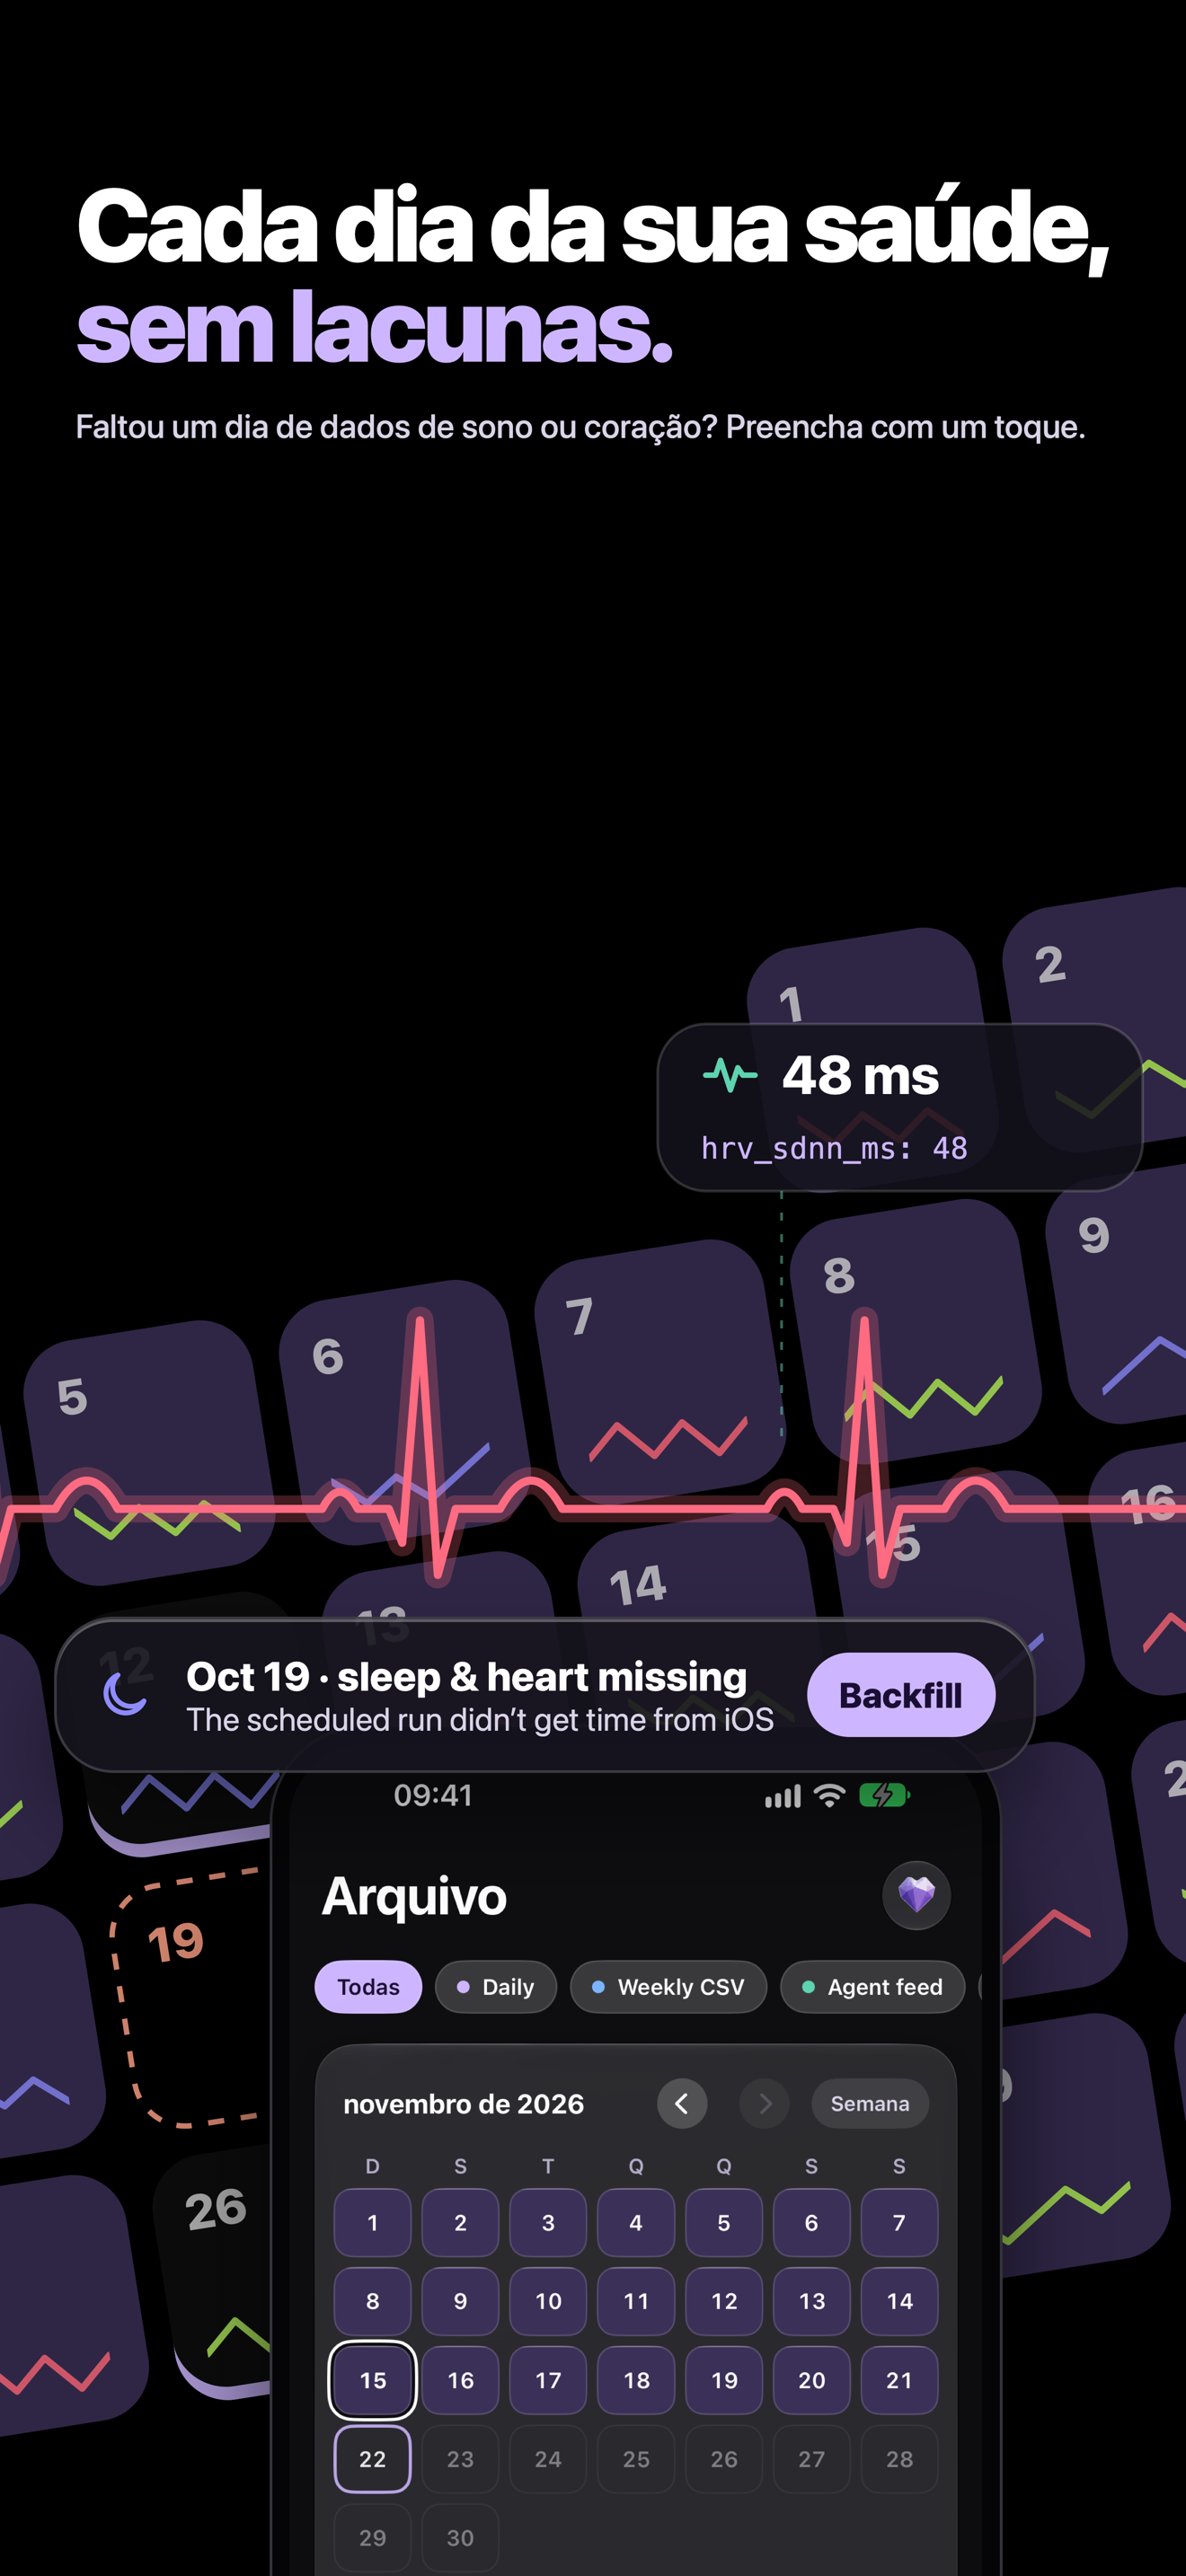 Cada dia da sua saúde,
sem lacunas.
Faltou um dia de dados de sono ou coração? Preencha com um toque.
1
2
48 ms
hrv_sdnn_ms: 48
5
6
7
8
9
12
13
14
15
16
Oct 19 · sleep & heart missing
The scheduled run didn’t get time from iOS
Backfill
09:41
Arquivo
19
Todas
Daily
Weekly CSV
Agent feed
novembro de 2026
Semana
26
D S T Q Q S S
1 2 3 4 5 6 7
8 9 10 11 12 13 14
15 16 17 18 19 20 21
22 23 24 25 26 27 28
29 30